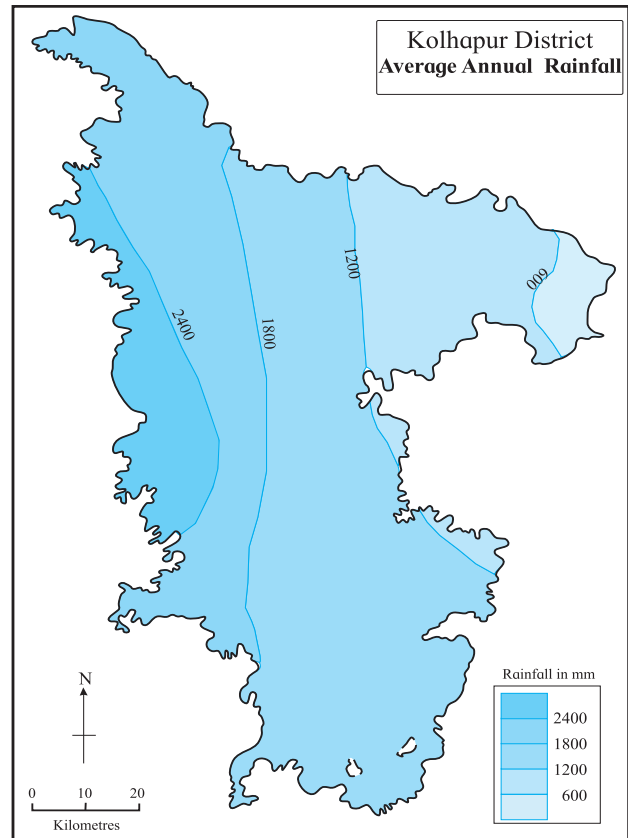 Kolhapur District
Average Annual Rainfall
1200
600
2400
1800
N
Rainfall in mm
2400
1800
1200
600
0 10 20
Kilometres